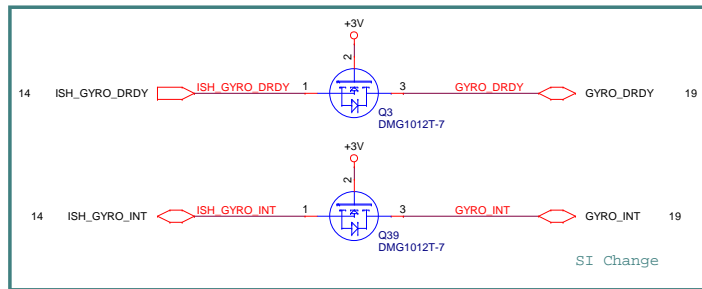 +3V
2
14 ISH_GYRO_DRDY ISH_GYRO_DRDY 1 3 GYRO_DRDY GYRO_DRDY 19
Q3
DMG1012T-7
+3V
2
14 ISH_GYRO_INT ISH_GYRO_INT 1 3 GYRO_INT GYRO_INT 19
Q39
DMG1012T-7
SI Change